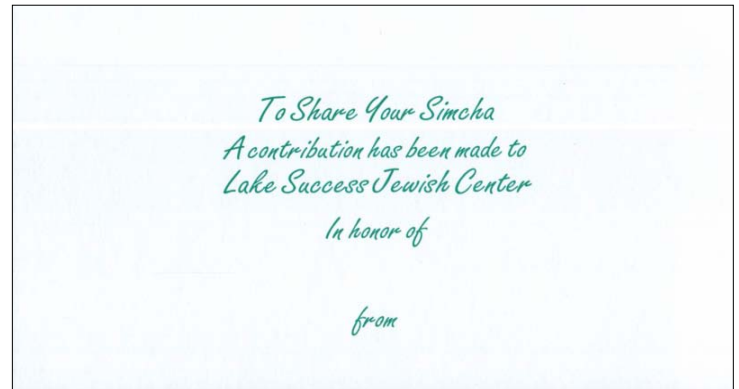 To Share Your Simcha
A contribution has been made to
Lake Success Jewish Center
In honor of
from